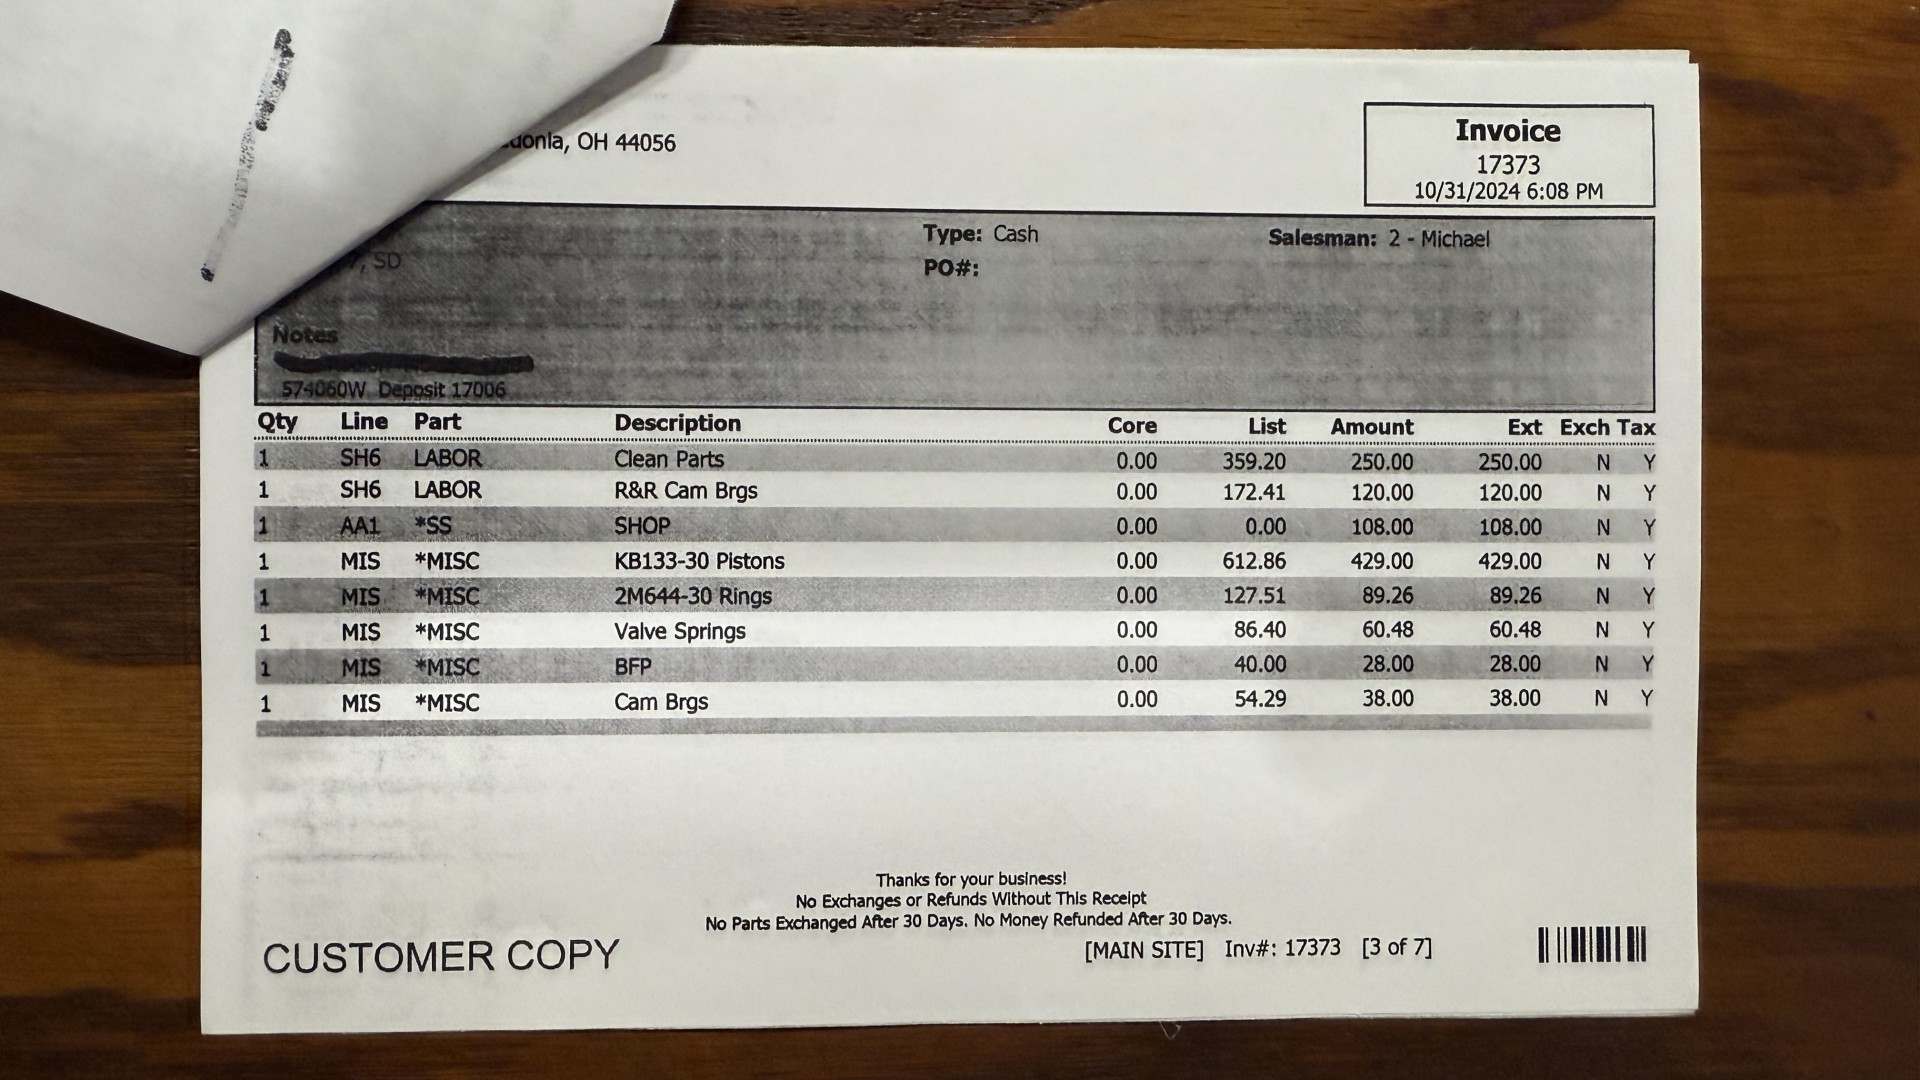 OH 44056
Invoice
17373
10/31/2024 6:08 PM
Type: Cash
Salesman: 2 - Michael
SD
PO#:
Notes
574060W Deposit 17006
Qty Line Part Description Core List Amount Ext Exch Tax
1 SH6 LABOR Clean Parts 0.00 359.20 250.00 250.00 N Y
1 SH6 LABOR R&R Cam Brgs 0.00 172.41 120.00 120.00 N Y
1 AA1 *SS SHOP 0.00 0.00 108.00 108.00 N Y
1 MIS *MISC KB133-30 Pistons 0.00 612.86 429.00 429.00 N Y
1 MIS *MISC 2M644-30 Rings 0.00 127.51 89.26 89.26 N Y
1 MIS *MISC Valve Springs 0.00 86.40 60.48 60.48 N Y
1 MIS *MISC BFP 0.00 40.00 28.00 28.00 N Y
1 MIS *MISC Cam Brgs 0.00 54.29 38.00 38.00 N Y
Thanks for your business!
No Exchanges or Refunds Without This Receipt
No Parts Exchanged After 30 Days. No Money Refunded After 30 Days.
CUSTOMER COPY
[MAIN SITE] Inv#: 17373 [3 of 7]